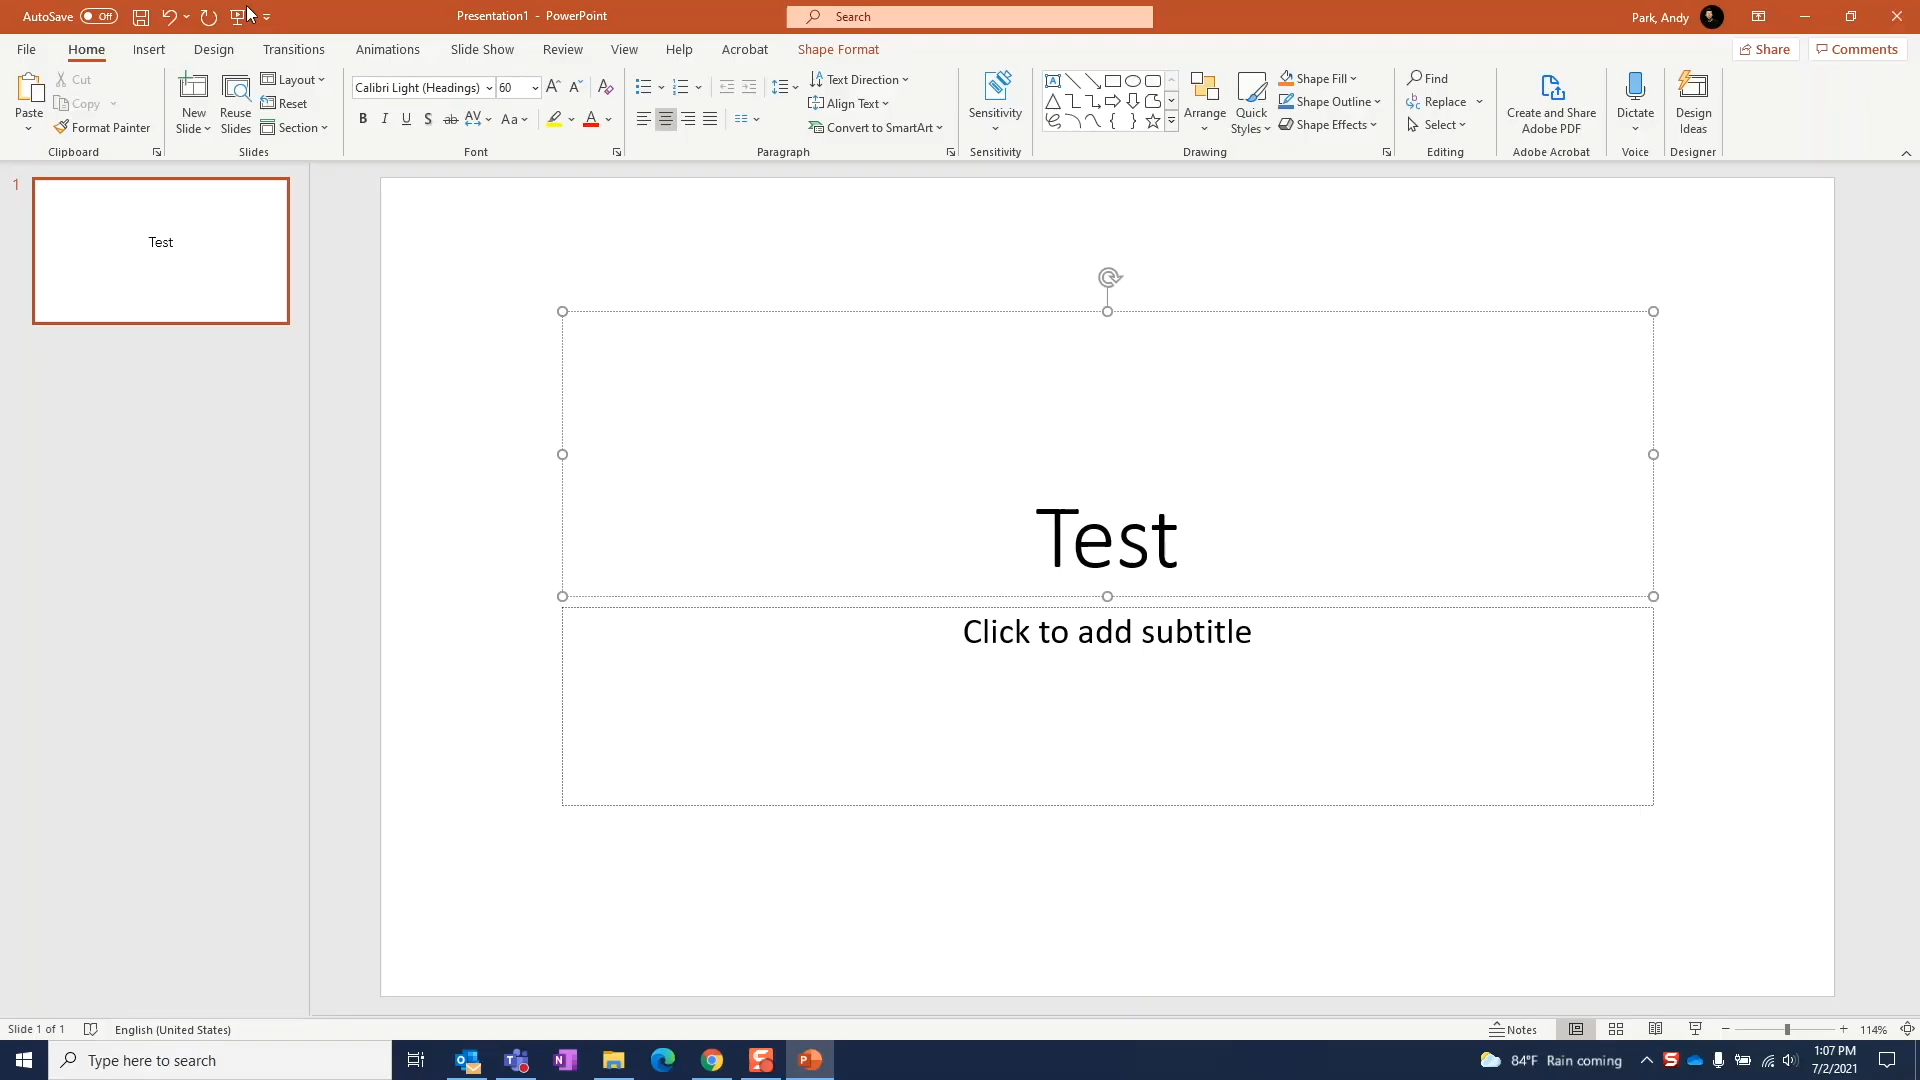 AutoSave Off Presentation1 - PowerPoint Search Park, Andy
File Home Insert Design Transitions Animations Slide Show Review View Help Acrobat Shape Format Share Comments
Paste
Cut
Copy
Format Painter
Clipboard
New Slide
Reuse Slides
Layout
Reset
Section
Slides
Calibri Light (Headings) 60
B I U S ab AV Aa A
Font
Text Direction
Align Text
Convert to SmartArt
Paragraph
Sensitivity
Sensitivity
Arrange
Quick Styles
Shape Fill
Shape Outline
Shape Effects
Drawing
Find
Replace
Select
Editing
Create and Share Adobe PDF
Adobe Acrobat
Dictate
Voice
Design Ideas
Designer
1
Test
Test
Click to add subtitle
Slide 1 of 1 English (United States) Notes 114%
Type here to search 84°F Rain coming 1:07 PM
7/2/2021